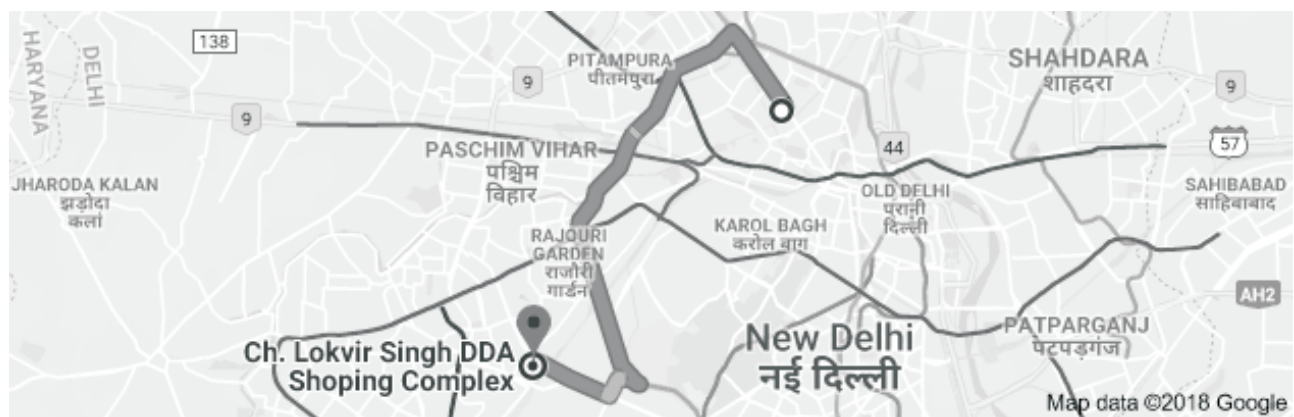 HARYANA
DELHI
138
9
9
PITAMPURA
पीतमपुरा
SHAHDARA
शाहदरा
9
44
57
PASCHIM VIHAR
पश्चिम
विहार
JHARODA KALAN
झड़ोदा
कलां
OLD DELHI
पुरानी
दिल्ली
SAHIBABAD
साहिबाबाद
RAJOURI
GARDEN
राजौरी
गार्डन
KAROL BAGH
करोल बाग़
AH2
New Delhi
नई दिल्ली
PATPARGANJ
पटपड़गंज
Ch. Lokvir Singh DDA
Shoping Complex
Map data ©2018 Google